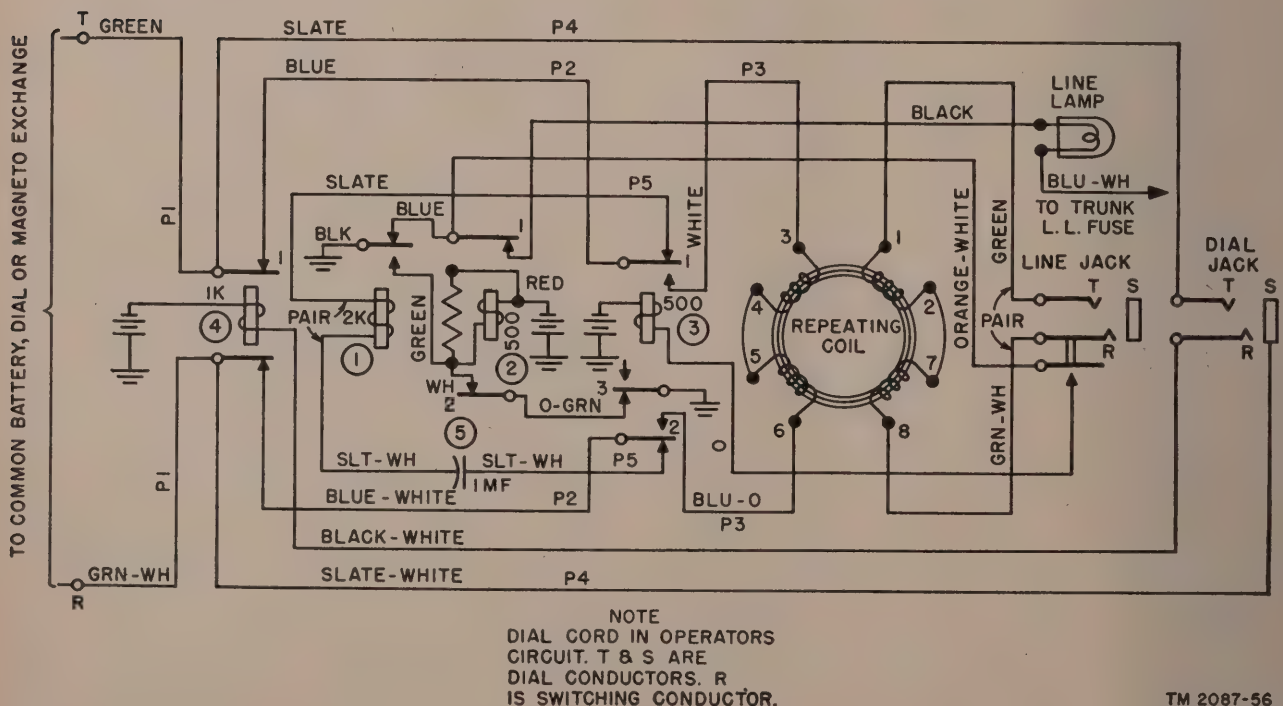 TO COMMON BATTERY, DIAL OR MAGNETO EXCHANGE
T
GREEN
SLATE
P4
BLUE
P2
P3
LINE
LAMP
BLACK
BLU-WH
TO TRUNK
L.L. FUSE
SLATE
P5
WHITE
BLUE
BLK
1
P1
1
1
3
1
ORANGE-WHITE
GREEN
LINE JACK
T
S
DIAL
JACK
T
S
1K
4
PAIR
2K
1
GREEN
RED
500
2
500
3
4
2
REPEATING
COIL
PAIR
R
R
5
7
WH
2
O-GRN
3
1
6
8
5
2
O
GRN-WH
SLT-WH
1MF
SLT-WH
P5
P1
BLUE-WHITE
P2
BLU-O
P3
BLACK-WHITE
GRN-WH
R
SLATE-WHITE
P4
NOTE
DIAL CORD IN OPERATORS
CIRCUIT. T & S ARE
DIAL CONDUCTORS. R
IS SWITCHING CONDUCTOR.
TM 2087-56